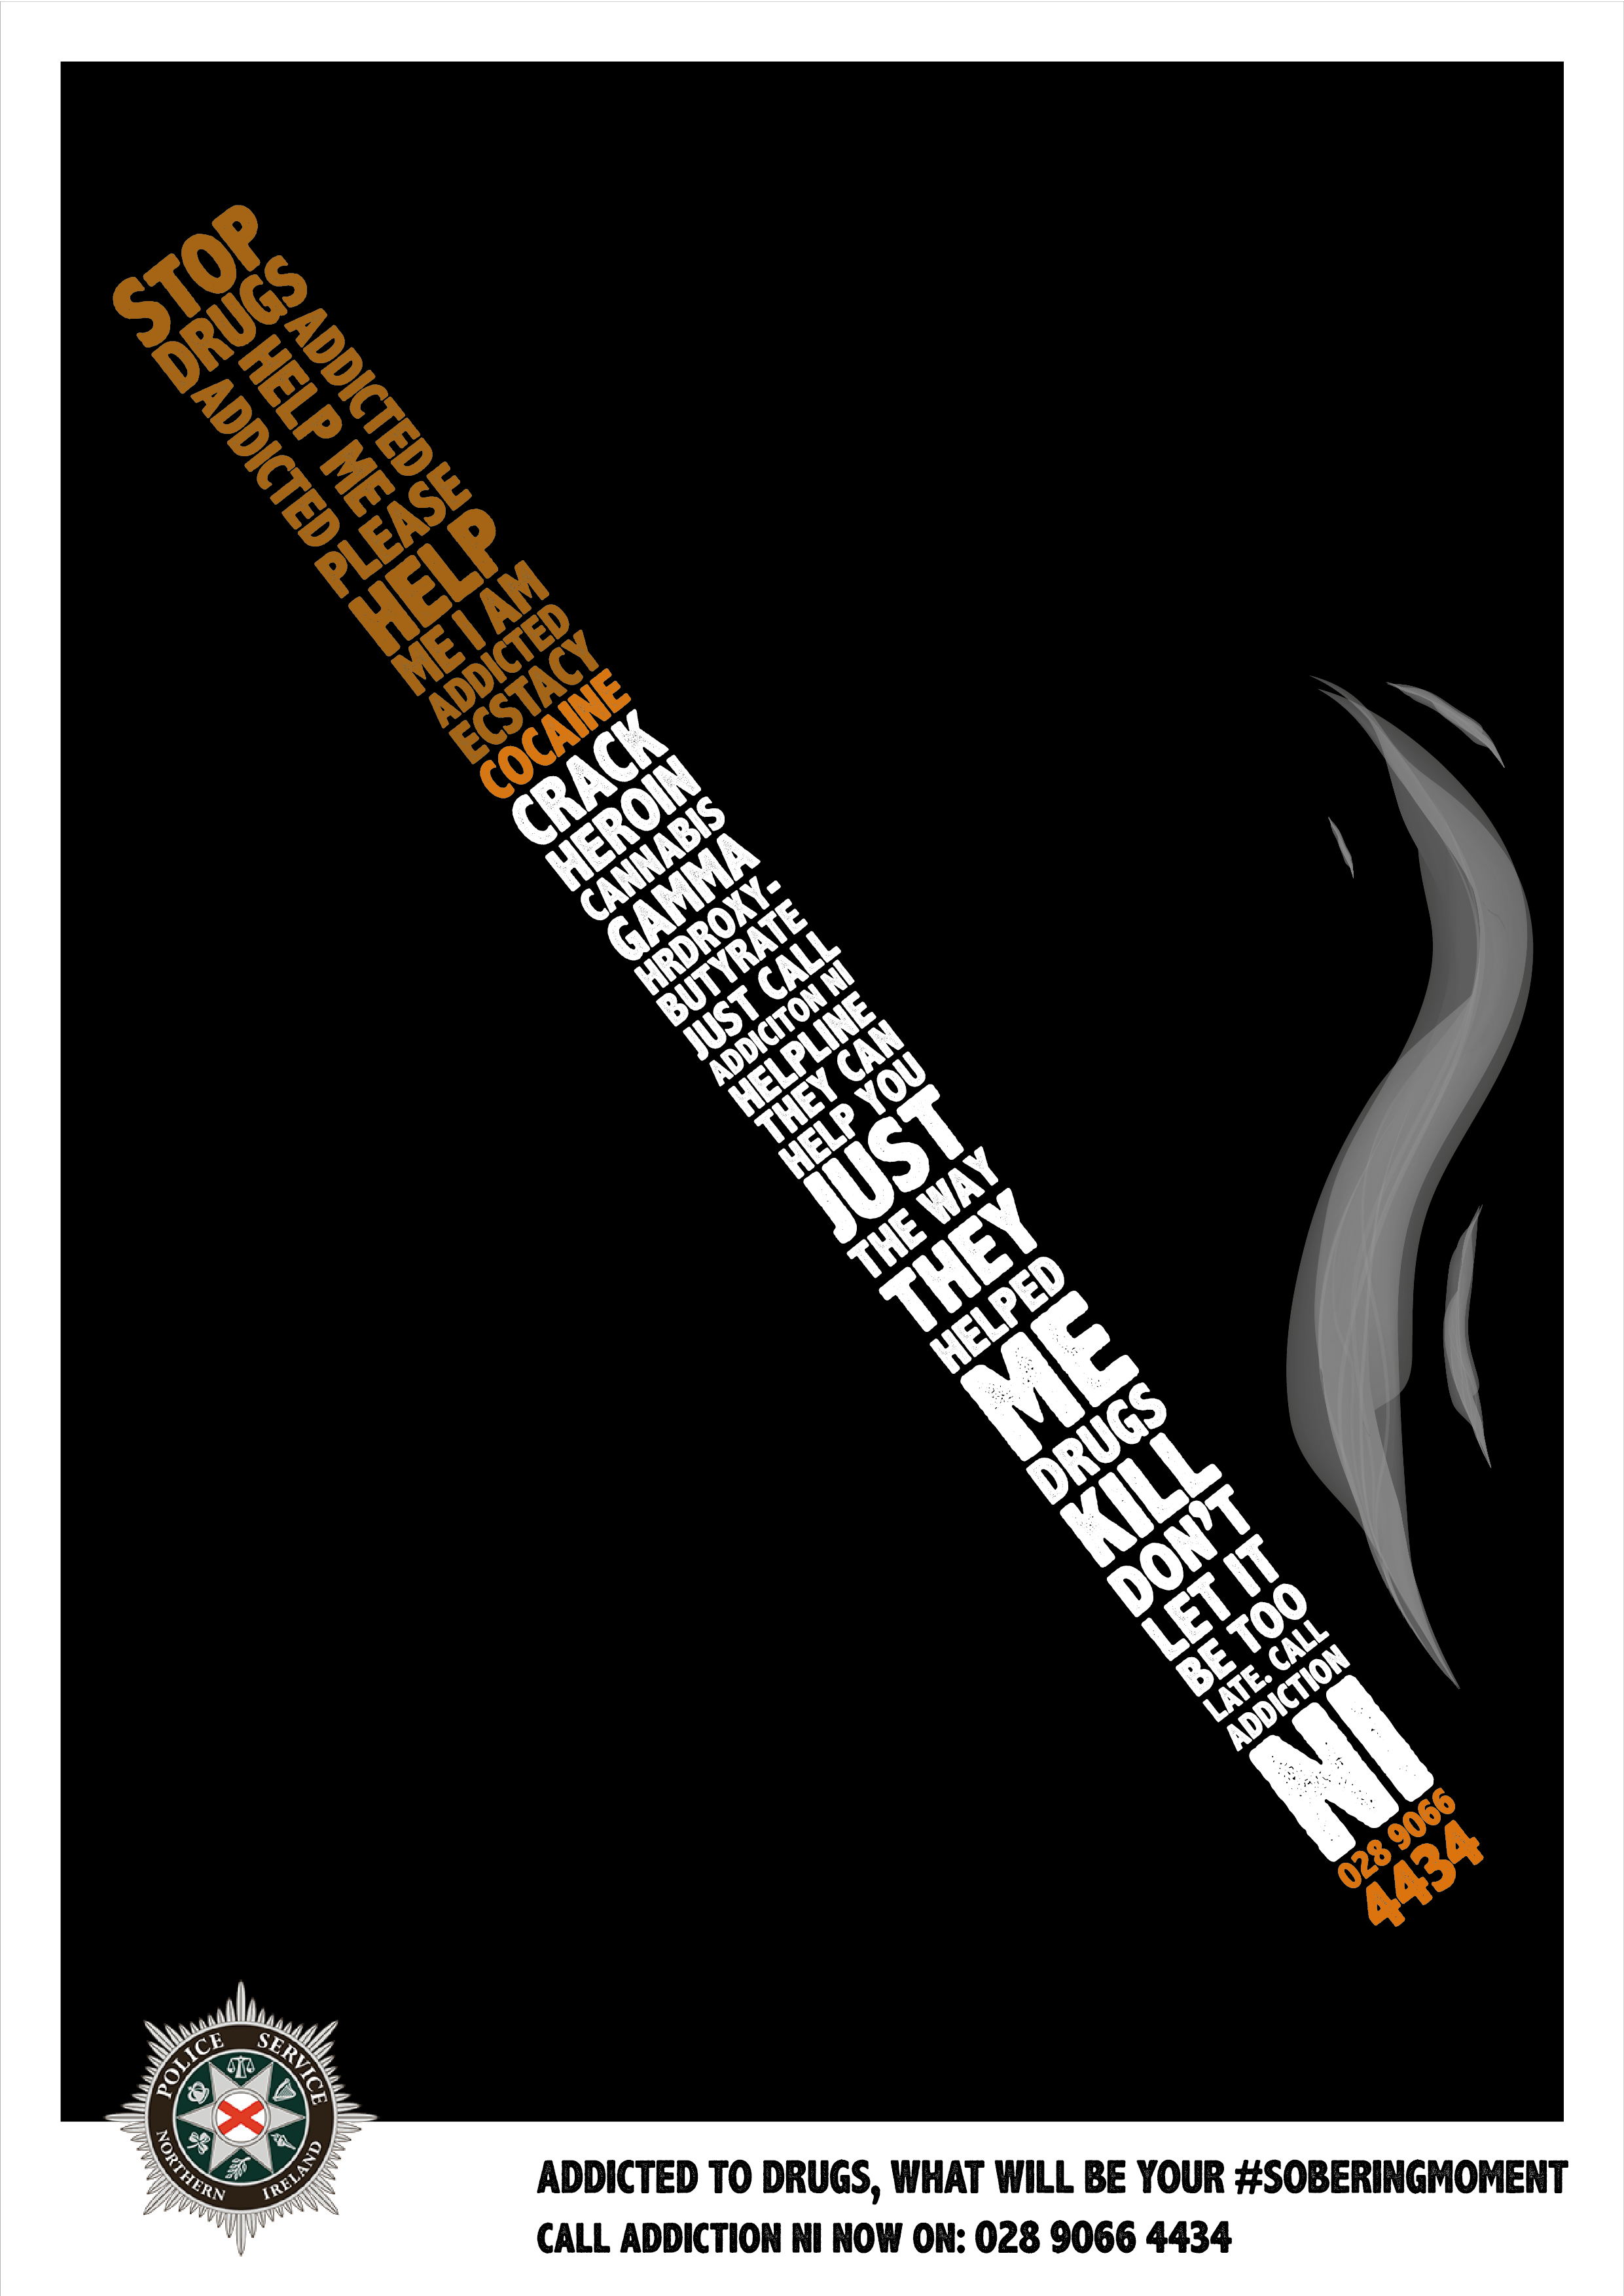 STOP
DRUGS ADDICTED
D ADDICTED
HELP ME
PLEASE
HELP
ME I AM
ADDICTED
ECSTACY
COCAINE
CRACK
HEROIN
CANNABIS
GAMMA
HRDROXY-
BUTYRATE
JUST CALL
ADDICITON NI
HELPLINE
THEY CAN
HELP YOU
JUST
THE WAY
THEY
HELPED
ME
DRUGS
KILL
DON'T
LET IT
BE TOO
LATE. CALL
ADDICTION
NI
028 9066
4434
POLICE SERVICE
NORTHERN IRELAND
ADDICTED TO DRUGS, WHAT WILL BE YOUR #SOBERINGMOMENT
CALL ADDICTION NI NOW ON: 028 9066 4434